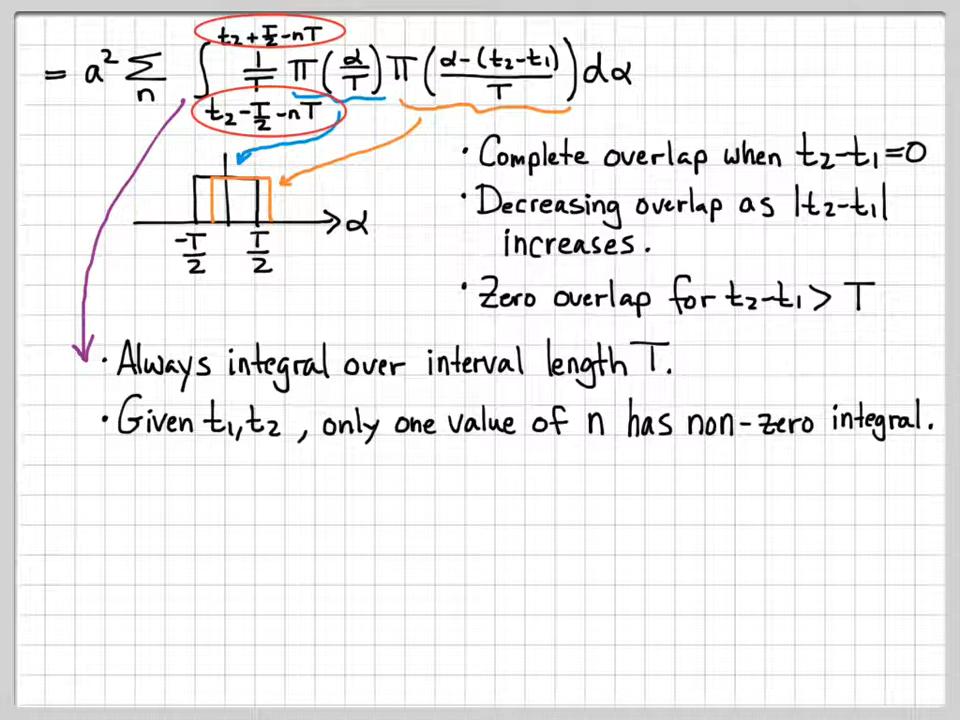 = a² Σ_n ∫_{t₂-T/2-nT}^{t₂+T/2-nT} 1/T Π(α/T) Π((α-(t₂-t₁))/T) dα
· Complete overlap when t₂-t₁=0
· Decreasing overlap as |t₂-t₁|
increases.
· Zero overlap for t₂-t₁ > T
-T/2 T/2 α
· Always integral over interval length T.
· Given t₁,t₂ , only one value of n has non-zero integral.